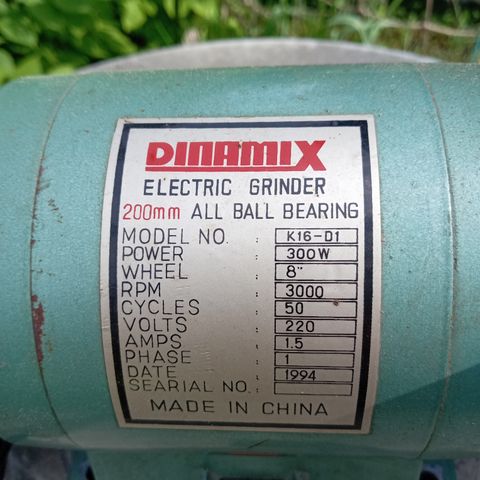 DINAMIX
ELECTRIC GRINDER
200mm ALL BALL BEARING
MODEL NO. : K16-D1
POWER : 300W
WHEEL : 8"
RPM : 3000
CYCLES : 50
VOLTS : 220
AMPS : 1.5
PHASE : 1
DATE : 1994
SEARIAL NO. :
MADE IN CHINA